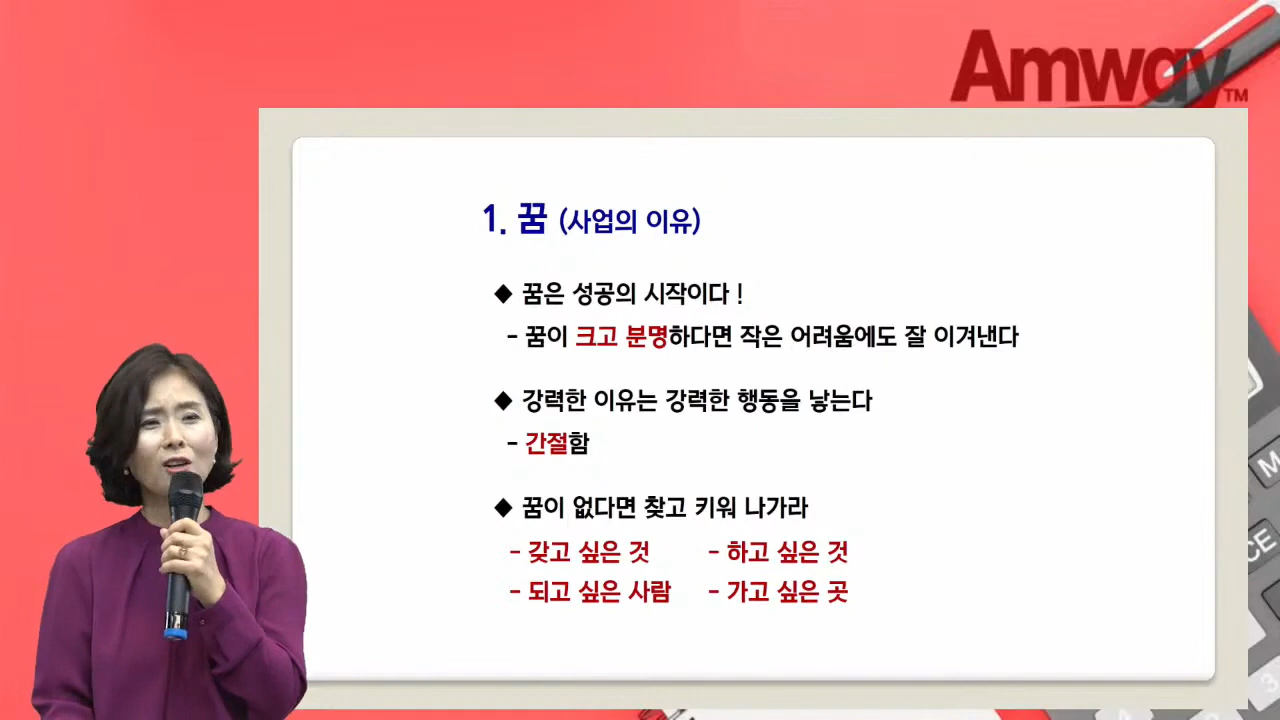 Amway™
1. 꿈 (사업의 이유)
◆ 꿈은 성공의 시작이다 !
- 꿈이 크고 분명하다면 작은 어려움에도 잘 이겨낸다
◆ 강력한 이유는 강력한 행동을 낳는다
- 간절함
◆ 꿈이 없다면 찾고 키워 나가라
- 갖고 싶은 것 - 하고 싶은 것
- 되고 싶은 사람 - 가고 싶은 곳
M
CE
3